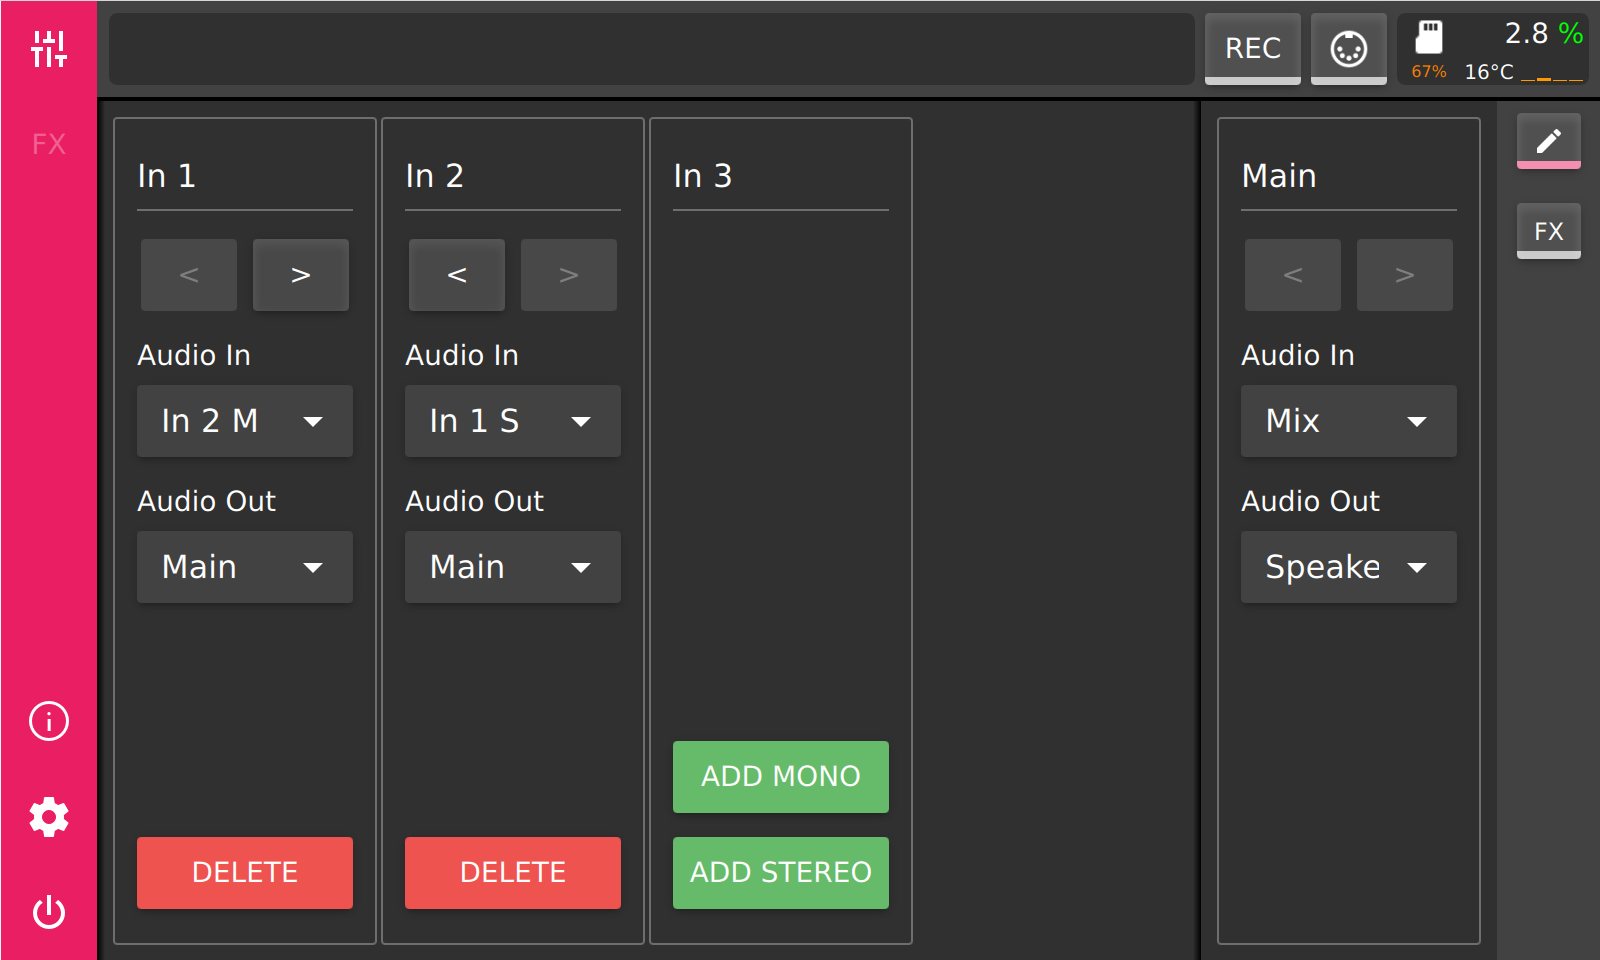 REC
2.8 %
67% 16°C
FX
In 1
< >
Audio In
In 2 M
Audio Out
Main
DELETE
In 2
< >
Audio In
In 1 S
Audio Out
Main
DELETE
In 3
ADD MONO
ADD STEREO
Main
< >
Audio In
Mix
Audio Out
Speake
FX